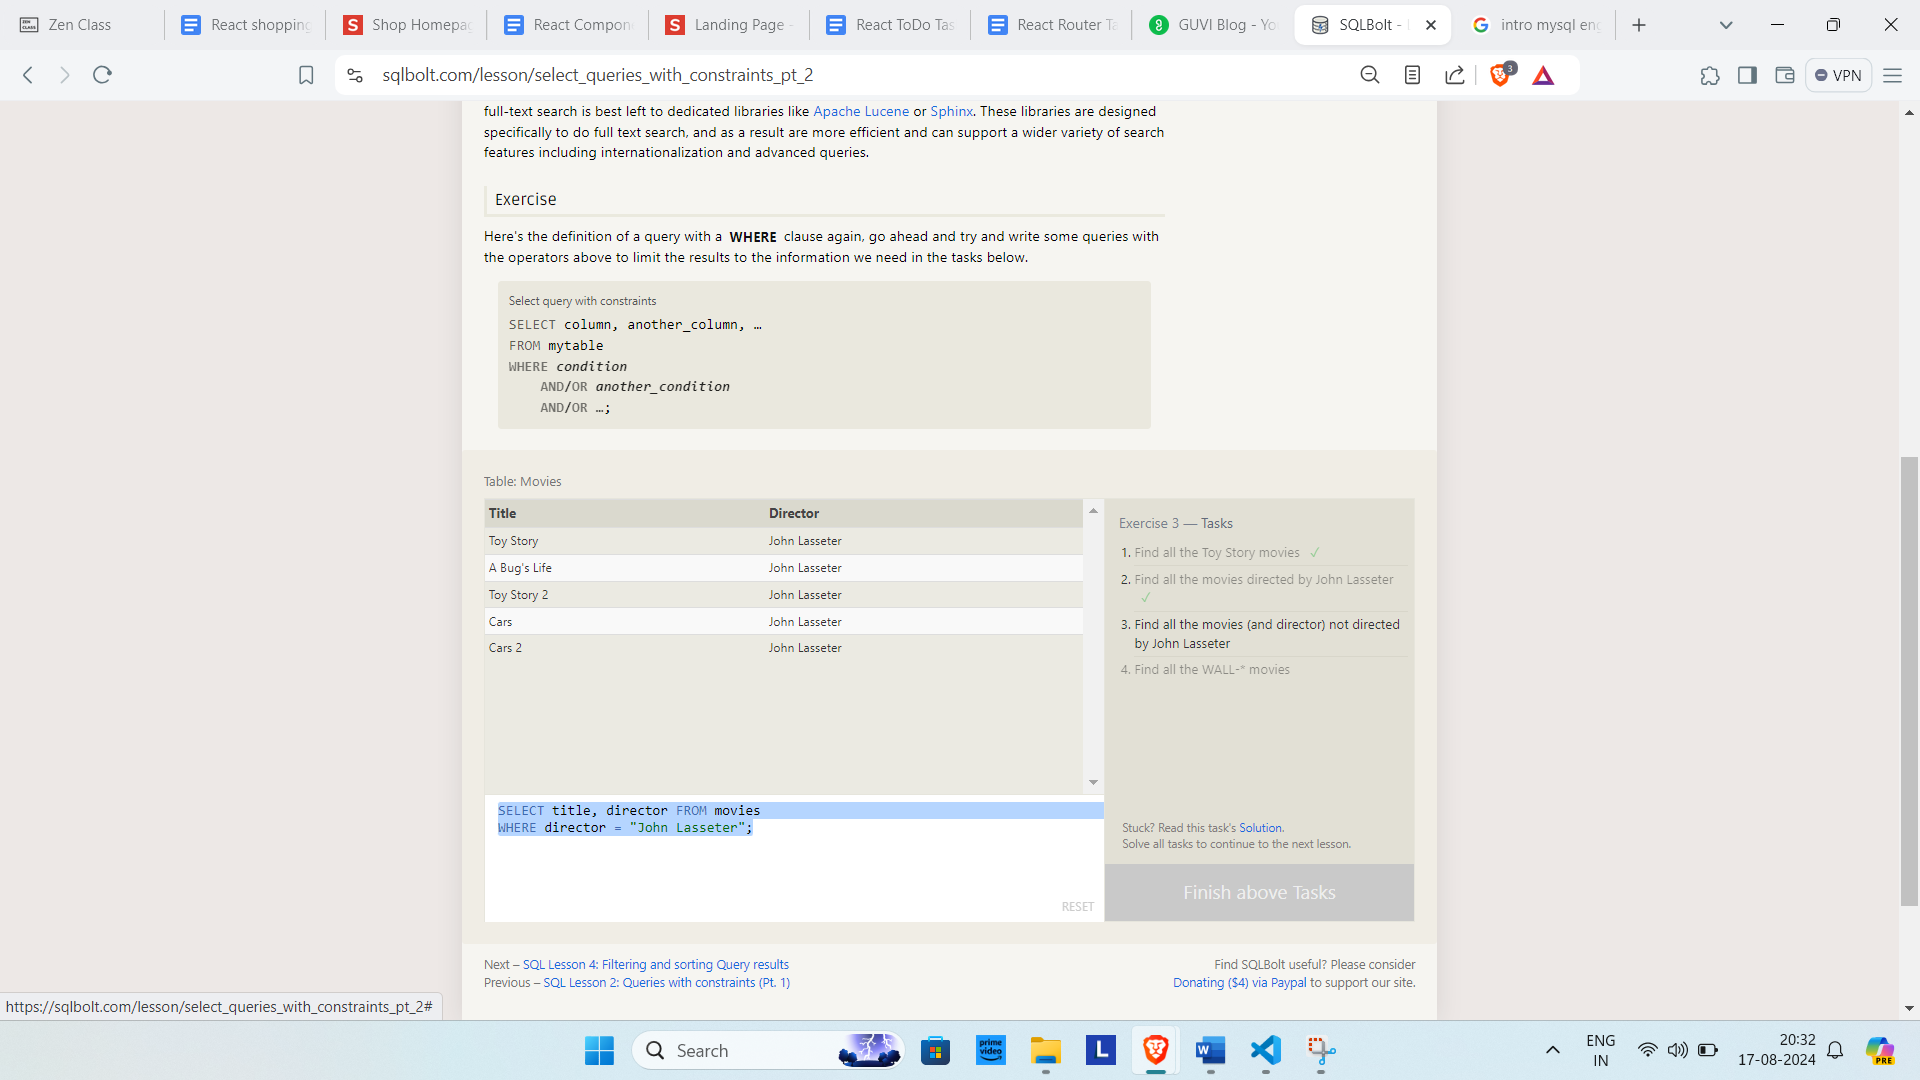 Zen Class
React shopping
Shop Homepag
React Compon
Landing Page -
React ToDo Tas
React Router Ta
GUVI Blog - Yo
SQLBolt -
intro mysql eng
sqlbolt.com/lesson/select_queries_with_constraints_pt_2
3
VPN
full-text search is best left to dedicated libraries like Apache Lucene or Sphinx. These libraries are designed
specifically to do full text search, and as a result are more efficient and can support a wider variety of search
features including internationalization and advanced queries.
Exercise
Here's the definition of a query with a WHERE clause again, go ahead and try and write some queries with
the operators above to limit the results to the information we need in the tasks below.
Select query with constraints
SELECT column, another_column, …
FROM mytable
WHERE condition
AND/OR another_condition
AND/OR …;
Table: Movies
Title Director
Toy Story John Lasseter
A Bug's Life John Lasseter
Toy Story 2 John Lasseter
Cars John Lasseter
Cars 2 John Lasseter
SELECT title, director FROM movies
WHERE director = "John Lasseter";
RESET
Exercise 3 — Tasks
1. Find all the Toy Story movies ✓
2. Find all the movies directed by John Lasseter
✓
3. Find all the movies (and director) not directed
by John Lasseter
4. Find all the WALL-* movies
Stuck? Read this task's Solution.
Solve all tasks to continue to the next lesson.
Finish above Tasks
Next – SQL Lesson 4: Filtering and sorting Query results
Previous – SQL Lesson 2: Queries with constraints (Pt. 1)
Find SQLBolt useful? Please consider
Donating ($4) via Paypal to support our site.
https://sqlbolt.com/lesson/select_queries_with_constraints_pt_2#
Search
prime
video
L
W
ENG
IN
20:32
17-08-2024
PRE